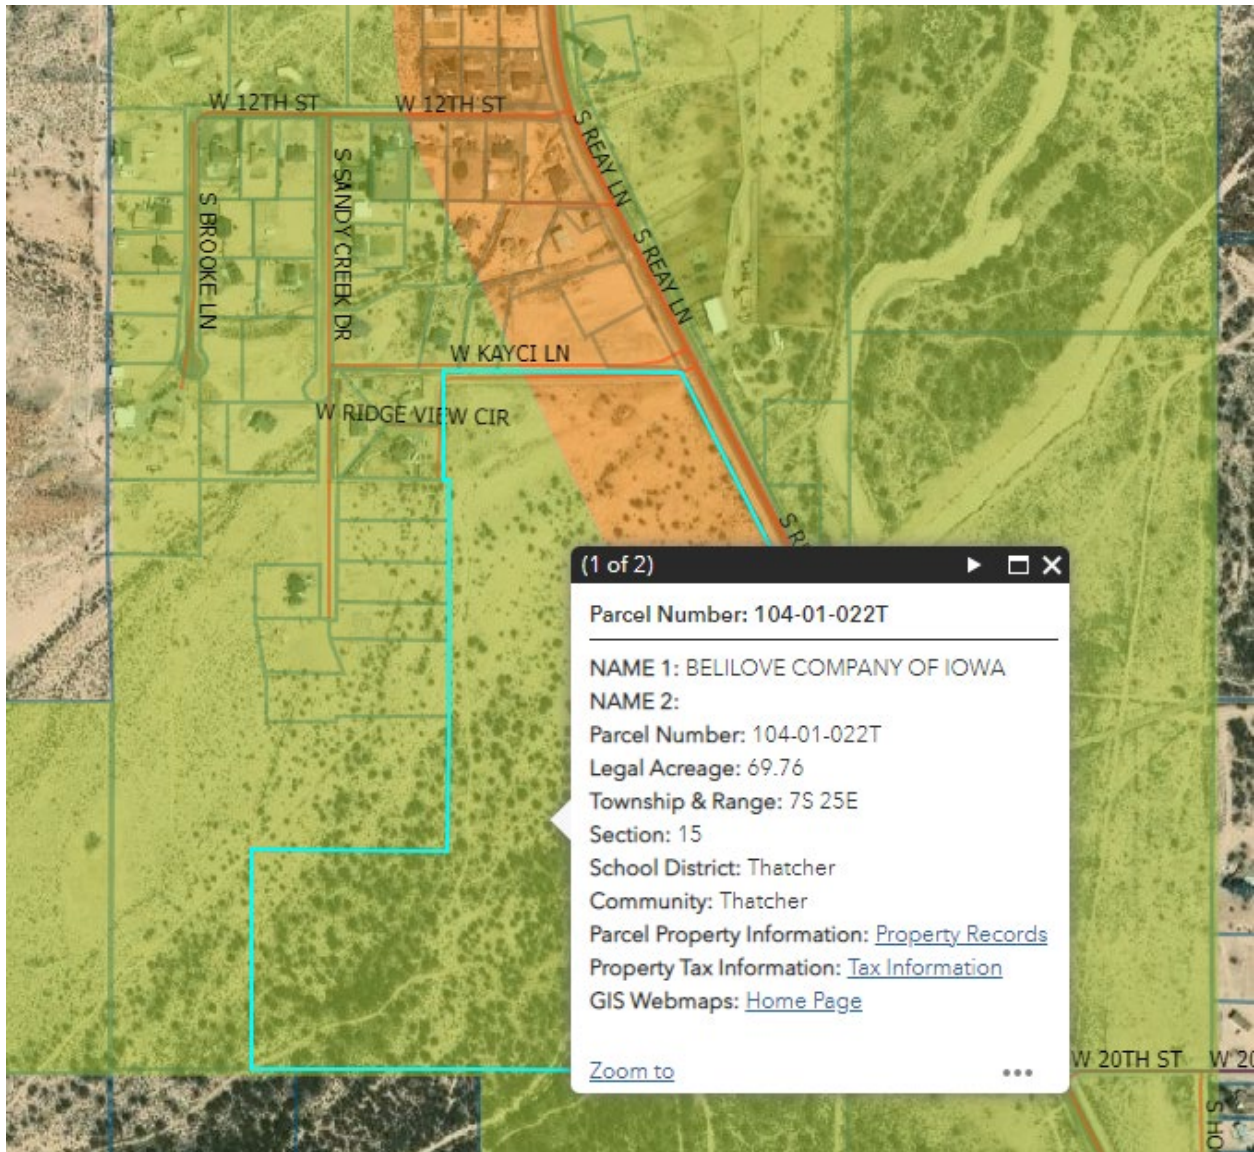 W 12TH ST
W 12TH ST
S REAY LN
S SANDY CREEK DR
S BROOKE LN
S REAY LN
W KAYCI LN
W RIDGE VIEW CIR
(1 of 2)
Parcel Number: 104-01-022T
NAME 1: BELILOVE COMPANY OF IOWA
NAME 2:
Parcel Number: 104-01-022T
Legal Acreage: 69.76
Township & Range: 7S 25E
Section: 15
School District: Thatcher
Community: Thatcher
Parcel Property Information: Property Records
Property Tax Information: Tax Information
GIS Webmaps: Home Page
Zoom to
W 20TH ST